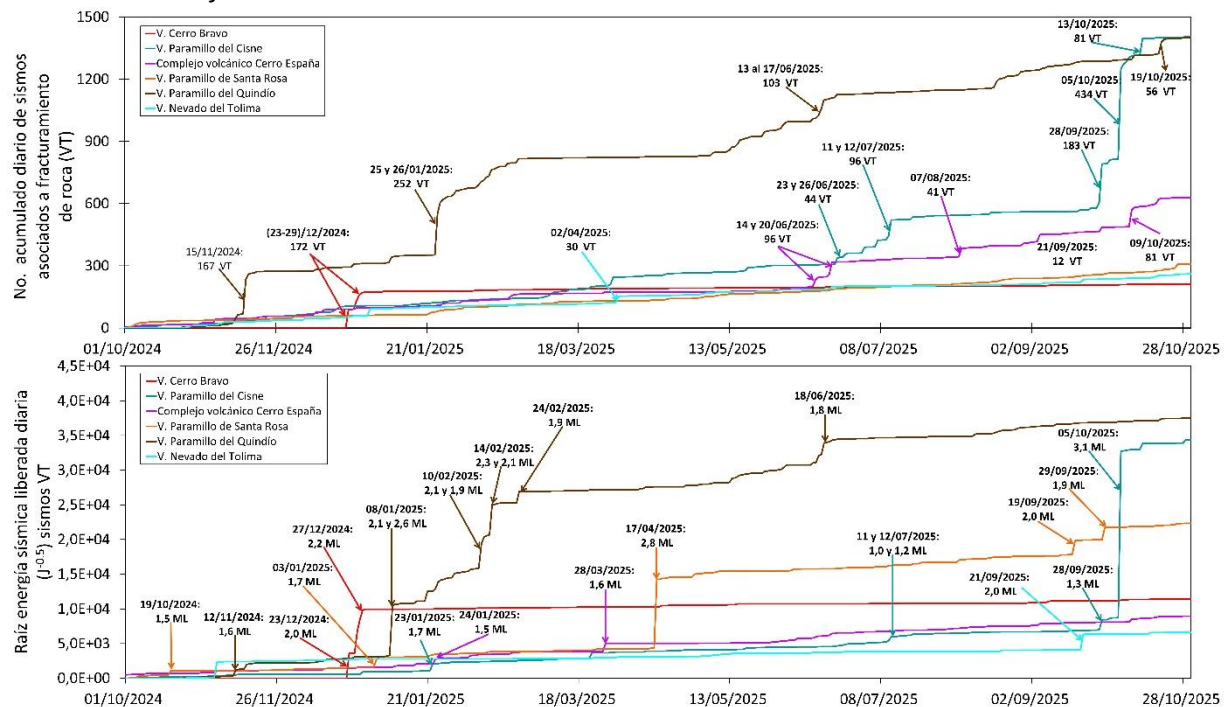 No. acumulado diario de sismos
asociados a fracturamiento
de roca (VT)
1500
1200
900
600
300
0
V. Cerro Bravo
V. Paramillo del Cisne
Complejo volcánico Cerro España
V. Paramillo de Santa Rosa
V. Paramillo del Quindío
V. Nevado del Tolima
15/11/2024:
167 VT
(23-29)/12/2024:
172 VT
25 y 26/01/2025:
252 VT
02/04/2025:
30 VT
13 al 17/06/2025:
103 VT
14 y 20/06/2025:
96 VT
23 y 26/06/2025:
44 VT
11 y 12/07/2025:
96 VT
07/08/2025:
41 VT
21/09/2025:
12 VT
28/09/2025:
183 VT
05/10/2025:
434 VT
13/10/2025:
81 VT
19/10/2025:
56 VT
09/10/2025:
81 VT
01/10/2024
26/11/2024
21/01/2025
18/03/2025
13/05/2025
08/07/2025
02/09/2025
28/10/2025
Raíz energía sísmica liberada diaria
(J^0.5) sismos VT
4,5E+04
4,0E+04
3,5E+04
3,0E+04
2,5E+04
2,0E+04
1,5E+04
1,0E+04
5,0E+03
0,0E+00
V. Cerro Bravo
V. Paramillo del Cisne
Complejo volcánico Cerro España
V. Paramillo de Santa Rosa
V. Paramillo del Quindío
V. Nevado del Tolima
19/10/2024:
1,5 ML
12/11/2024:
1,6 ML
23/12/2024:
2,0 ML
27/12/2024:
2,2 ML
03/01/2025:
1,7 ML
08/01/2025:
2,1 y 2,6 ML
23/01/2025:
1,7 ML
24/01/2025:
1,5 ML
10/02/2025:
2,1 y 1,9 ML
14/02/2025:
2,3 y 2,1 ML
24/02/2025:
1,9 ML
28/03/2025:
1,6 ML
17/04/2025:
2,8 ML
18/06/2025:
1,8 ML
11 y 12/07/2025:
1,0 y 1,2 ML
19/09/2025:
2,0 ML
21/09/2025:
2,0 ML
28/09/2025:
1,3 ML
29/09/2025:
1,9 ML
05/10/2025:
3,1 ML
01/10/2024
26/11/2024
21/01/2025
18/03/2025
13/05/2025
08/07/2025
02/09/2025
28/10/2025